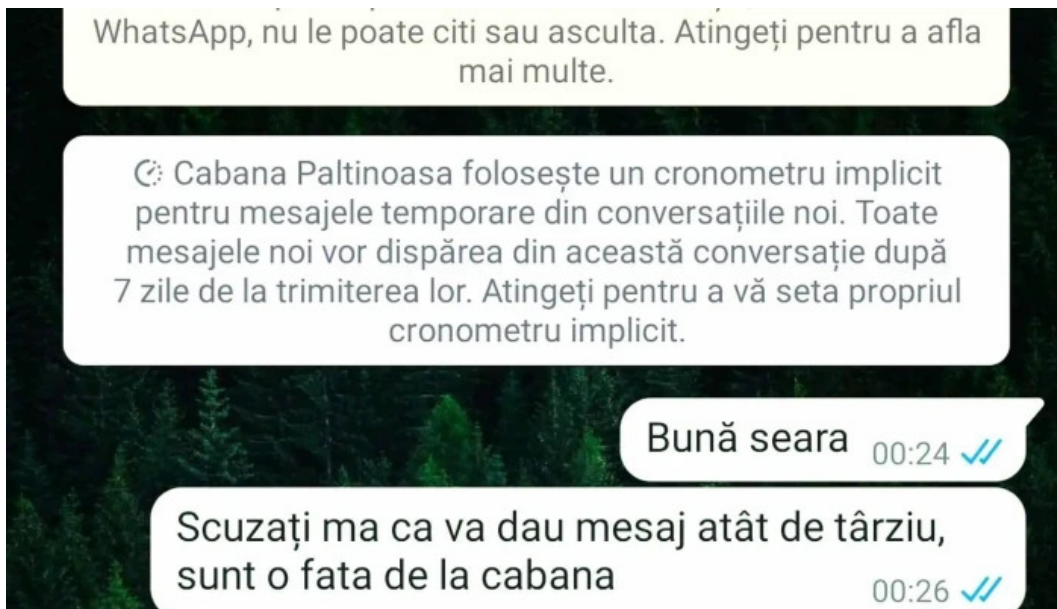 WhatsApp, nu le poate citi sau asculta. Atingeți pentru a afla
mai multe.
Cabana Paltinoasa folosește un cronometru implicit
pentru mesajele temporare din conversațiile noi. Toate
mesajele noi vor dispărea din această conversație după
7 zile de la trimiterea lor. Atingeți pentru a vă seta propriul
cronometru implicit.
Bună seara 00:24
Scuzați ma ca va dau mesaj atât de târziu,
sunt o fata de la cabana 00:26